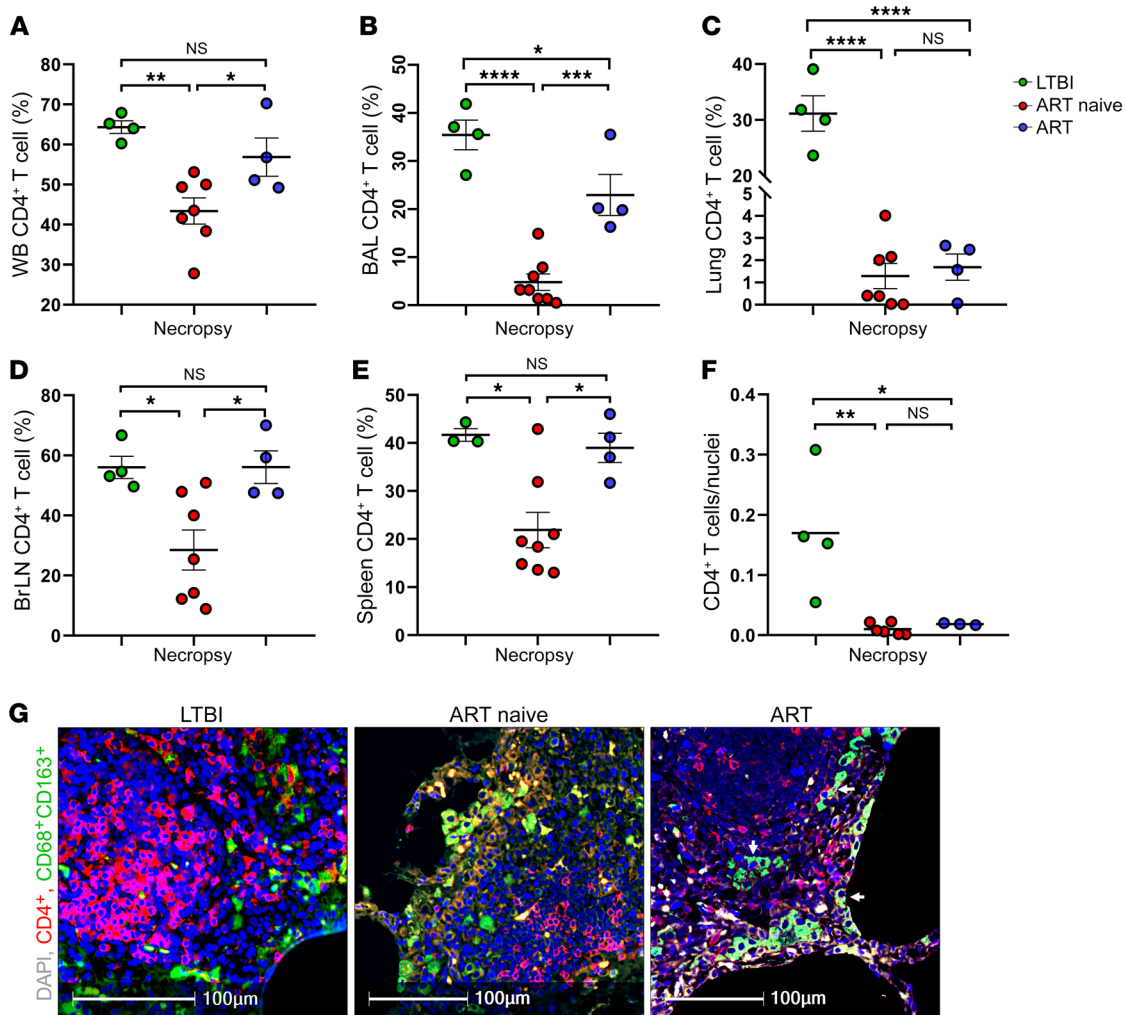 A
NS
** *
WB CD4⁺ T cell (%)
80
70
60
50
40
30
20
Necropsy
B
*
**** ***
BAL CD4⁺ T cell (%)
50
40
30
20
10
0
Necropsy
C
****
**** NS
Lung CD4⁺ T cell (%)
40
30
20
5
4
3
2
1
0
Necropsy
LTBI
ART naive
ART
D
NS
* *
BrLN CD4⁺ T cell (%)
80
60
40
20
0
Necropsy
E
NS
* *
Spleen CD4⁺ T cell (%)
50
40
30
20
10
0
Necropsy
F
*
** NS
CD4⁺ T cells/nuclei
0.4
0.3
0.2
0.1
0.0
Necropsy
G
LTBI ART naive ART
DAPI, CD4⁺, CD68⁺CD163⁺
100μm 100μm 100μm